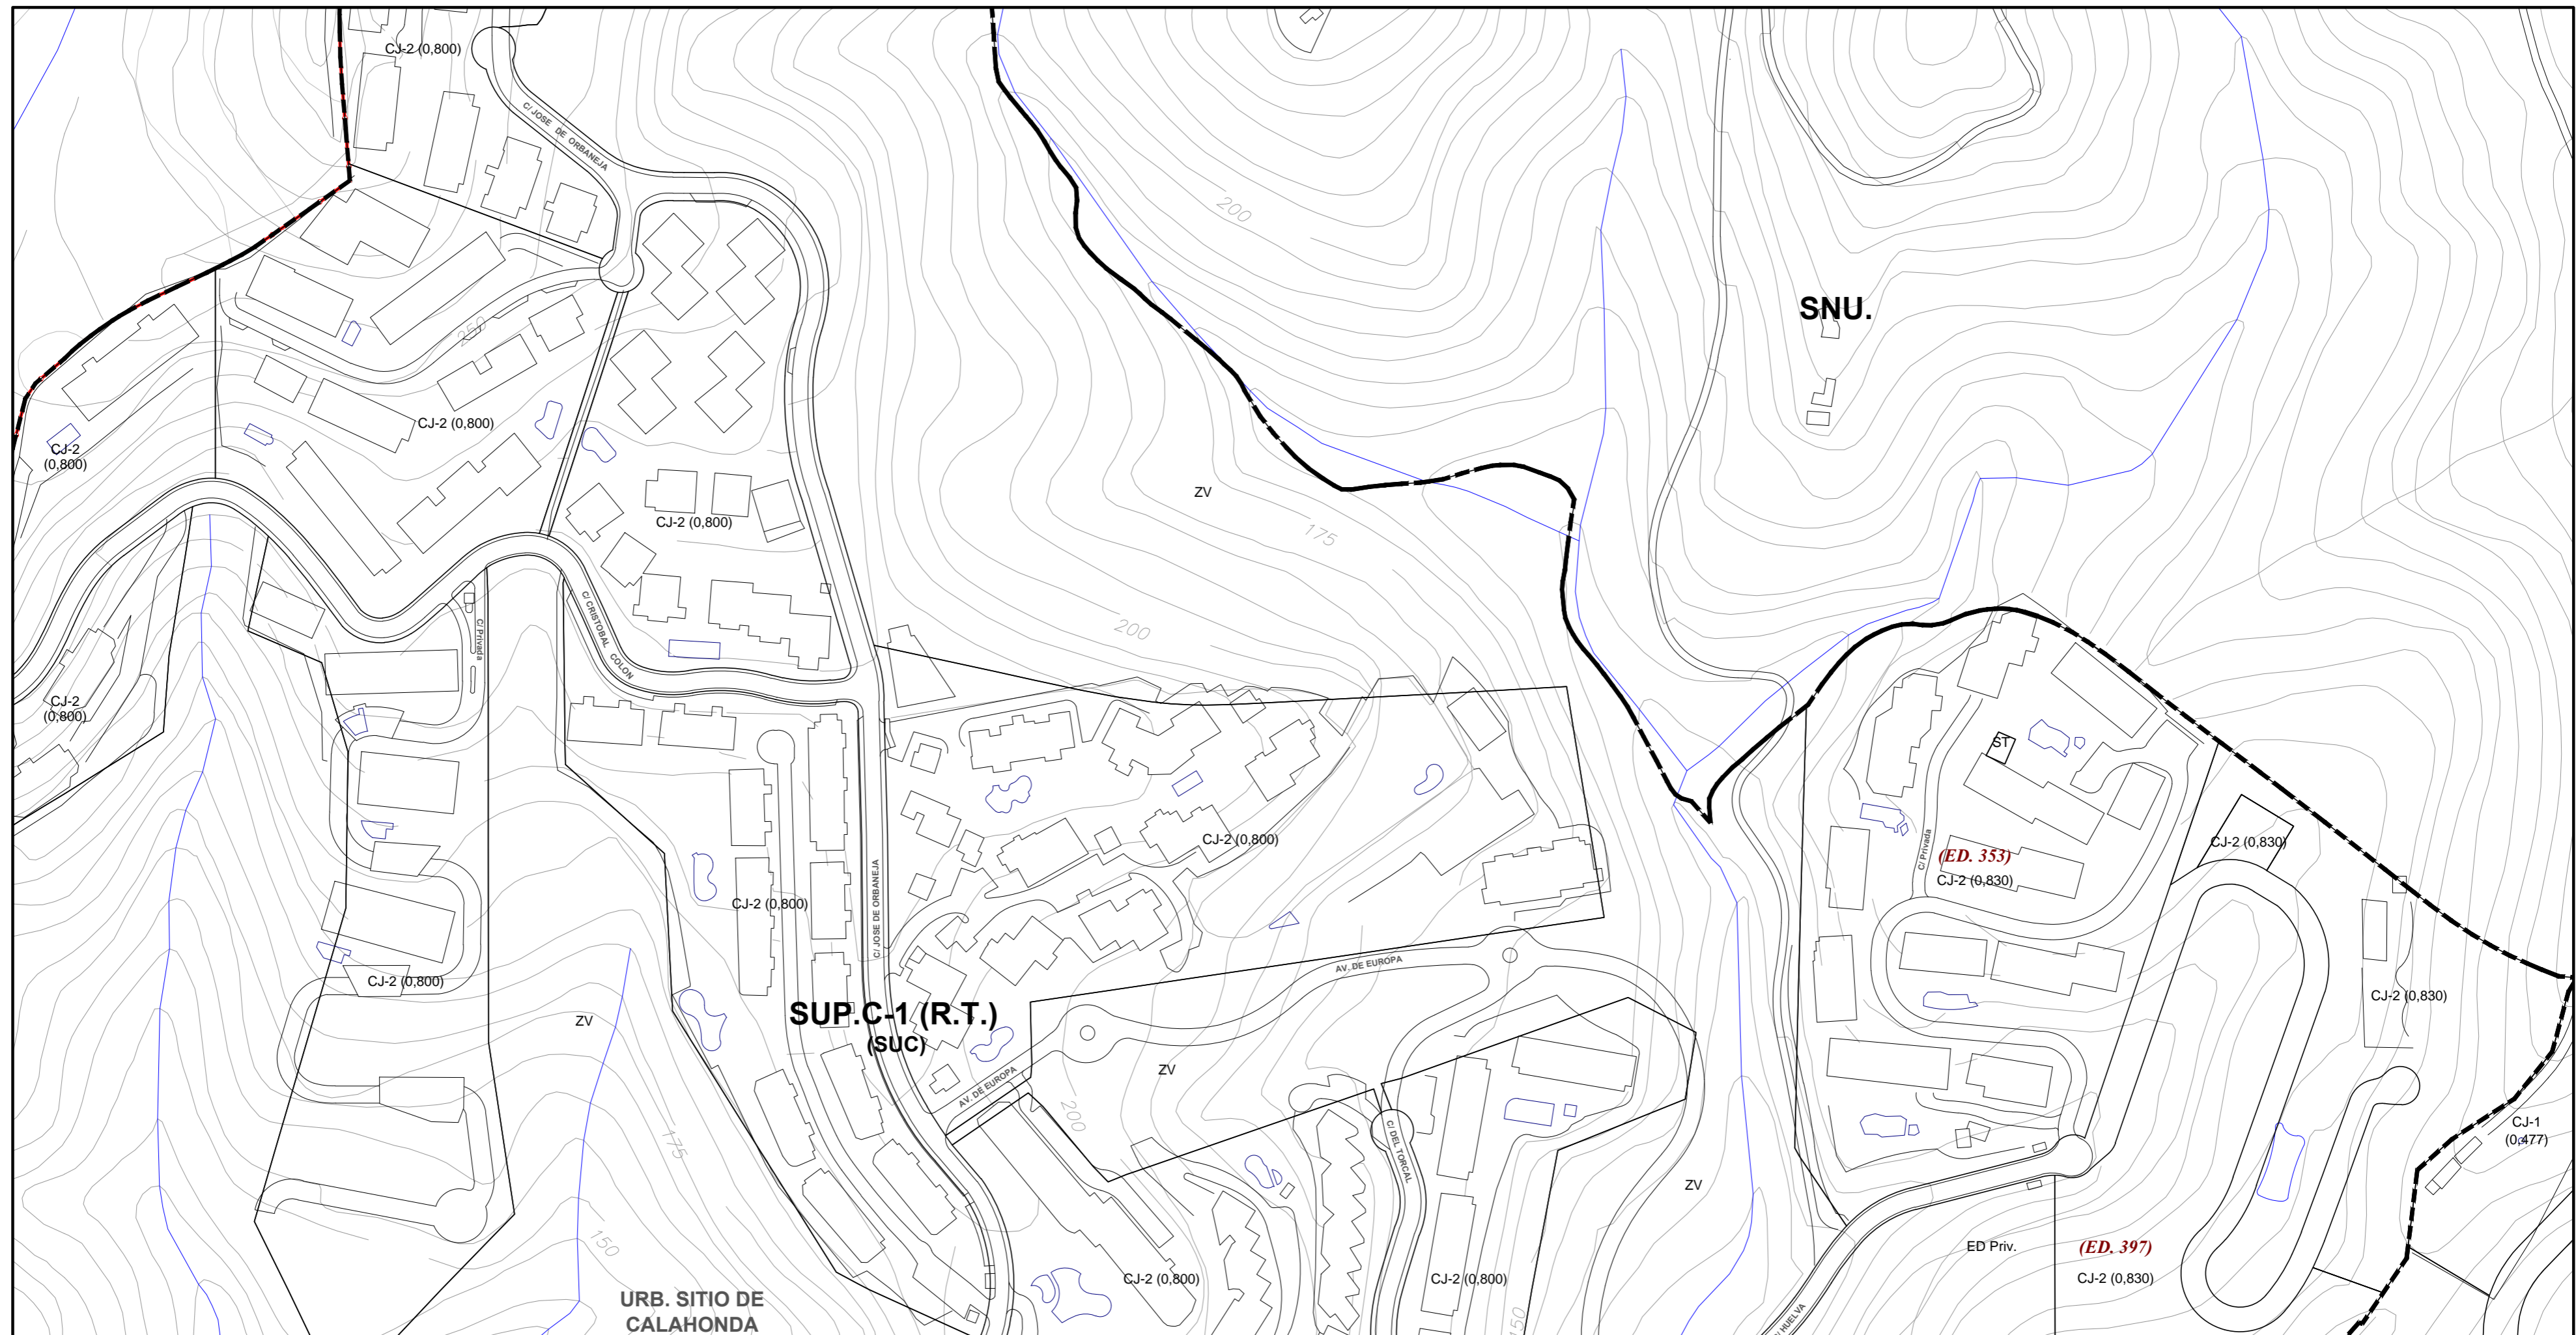 CJ-2 (0,800)
C/ JOSE DE ORBANEJA
200
SNU.
250
CJ-2 (0,800)
CJ-2
(0,800)
ZV
CJ-2 (0,800)
175
C/ CRISTOBAL COLON
C/ Privada
200
CJ-2
(0,800)
ST
CJ-2 (0,800)
C/ Privada
(ED. 353)
CJ-2 (0,830)
CJ-2 (0,830)
CJ-2 (0,800)
C/ JOSE DE ORBANEJA
AV. DE EUROPA
CJ-2 (0,800)
CJ-2 (0,830)
SUP.C-1 (R.T.)
(SUC)
ZV
ZV
AV. DE EUROPA
200
175
C/ DEL TORCAL
CJ-1
(0,477)
ZV
150
ED Priv.
(ED. 397)
CJ-2 (0,800)
CJ-2 (0,800)
CJ-2 (0,830)
URB. SITIO DE
CALAHONDA
150
HUELVA